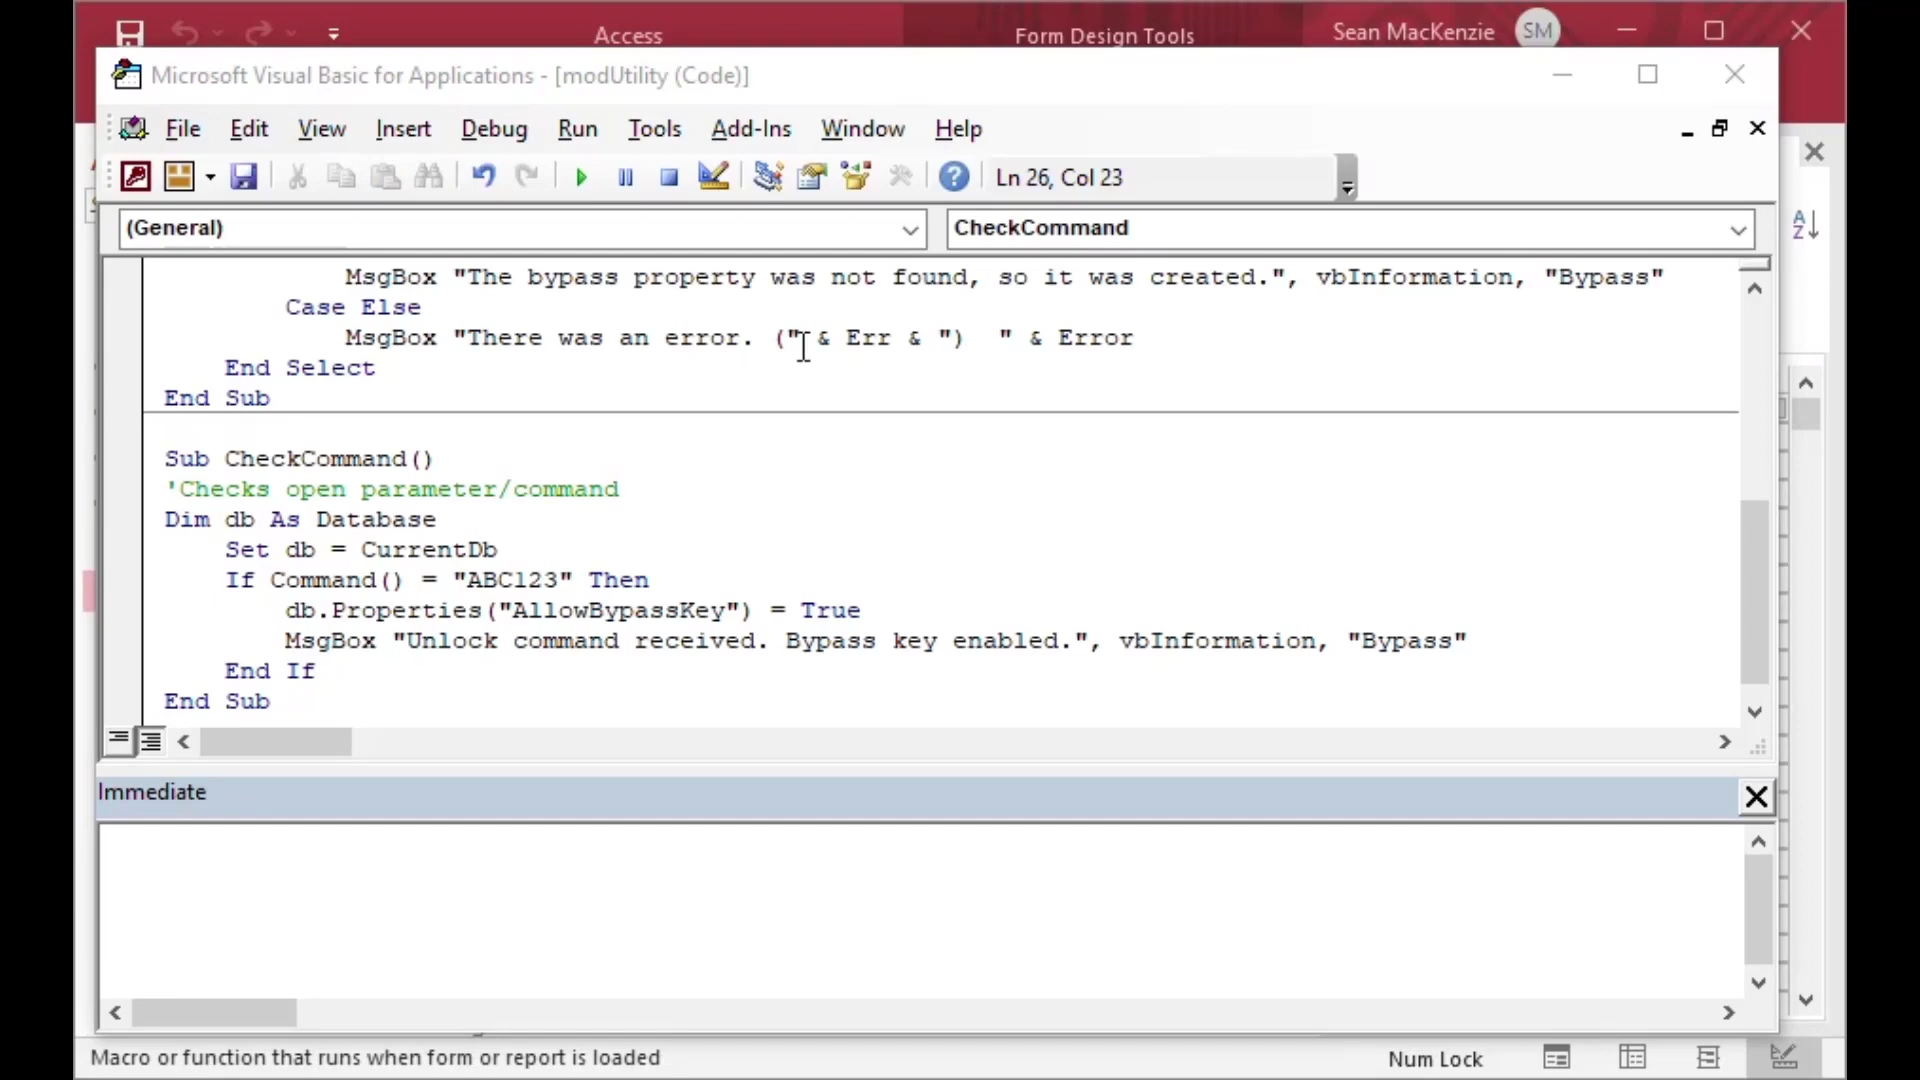 Access
Form Design Tools
Sean MacKenzie
SM
Microsoft Visual Basic for Applications - [modUtility (Code)]
File Edit View Insert Debug Run Tools Add-Ins Window Help
Ln 26, Col 23
(General)
CheckCommand
MsgBox "The bypass property was not found, so it was created.", vbInformation, "Bypass"
Case Else
MsgBox "There was an error. (" & Err & ")  " & Error
End Select
End Sub
Sub CheckCommand()
'Checks open parameter/command
Dim db As Database
Set db = CurrentDb
If Command() = "ABC123" Then
db.Properties("AllowBypassKey") = True
MsgBox "Unlock command received. Bypass key enabled.", vbInformation, "Bypass"
End If
End Sub
Immediate
Macro or function that runs when form or report is loaded
Num Lock